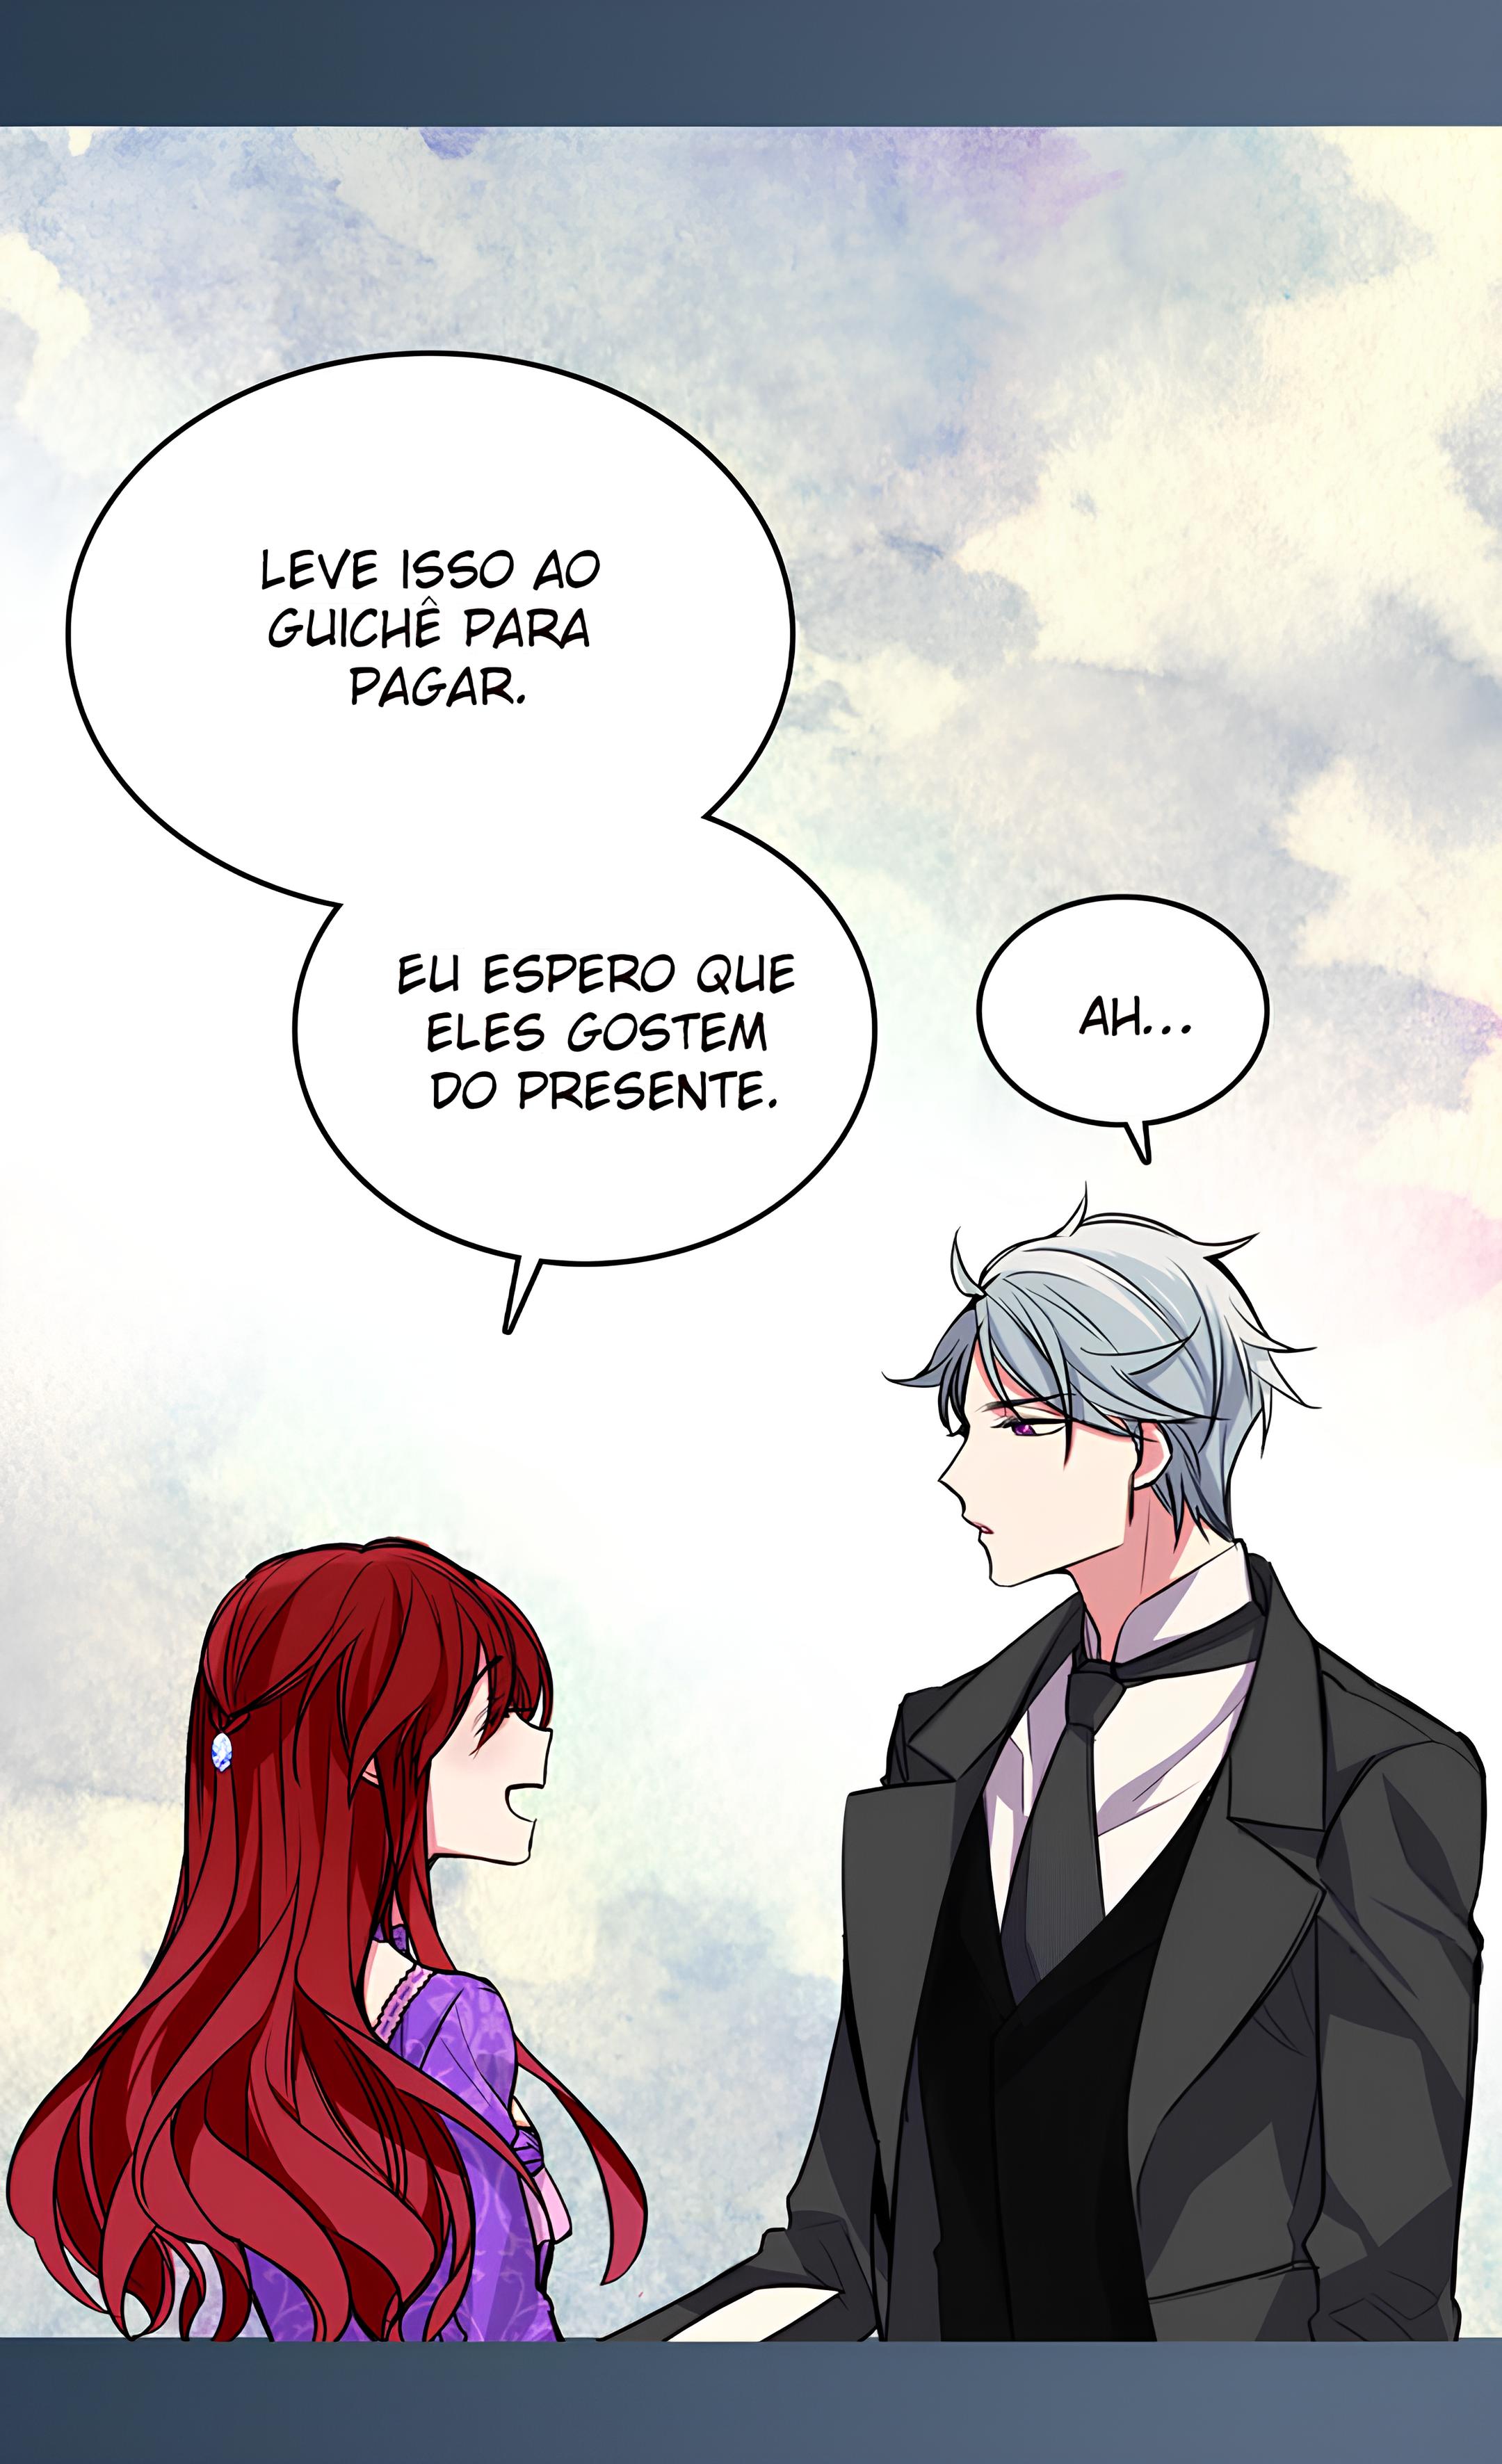 LEVE ISSO AO
GUICHÊ PARA
PAGAR.
EU ESPERO QUE
ELES GOSTEM
DO PRESENTE.
AH...